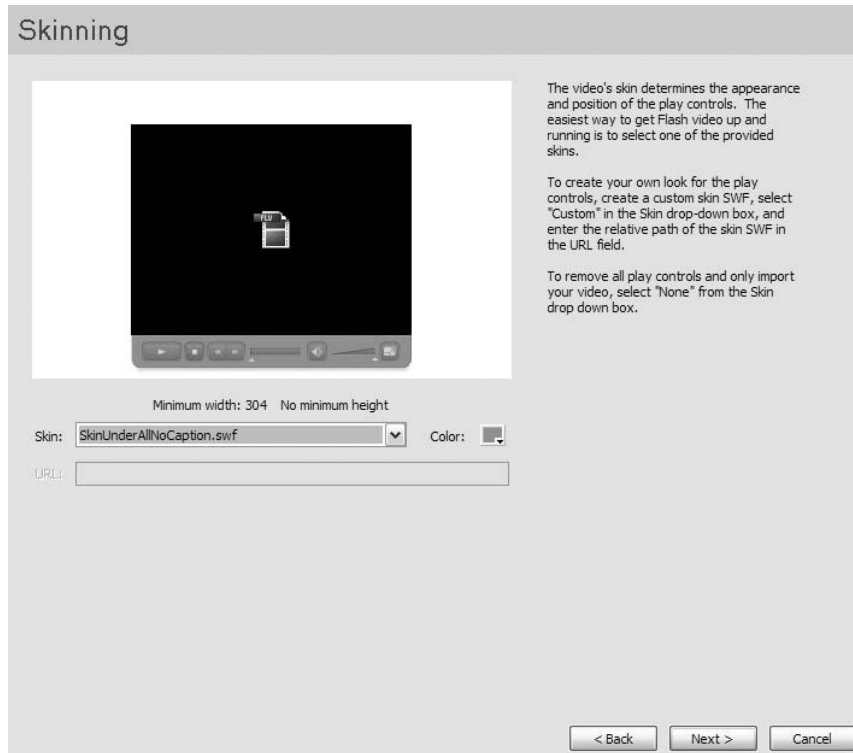 Skinning
The video's skin determines the appearance
and position of the play controls. The
easiest way to get Flash video up and
running is to select one of the provided
skins.
To create your own look for the play
controls, create a custom skin SWF, select
"Custom" in the Skin drop-down box, and
enter the relative path of the skin SWF in
the URL field.
To remove all play controls and only import
your video, select "None" from the Skin
drop down box.
FLV
Minimum width: 304 No minimum height
Skin: SkinUnderAllNoCaption.swf Color:
URL:
< Back Next > Cancel